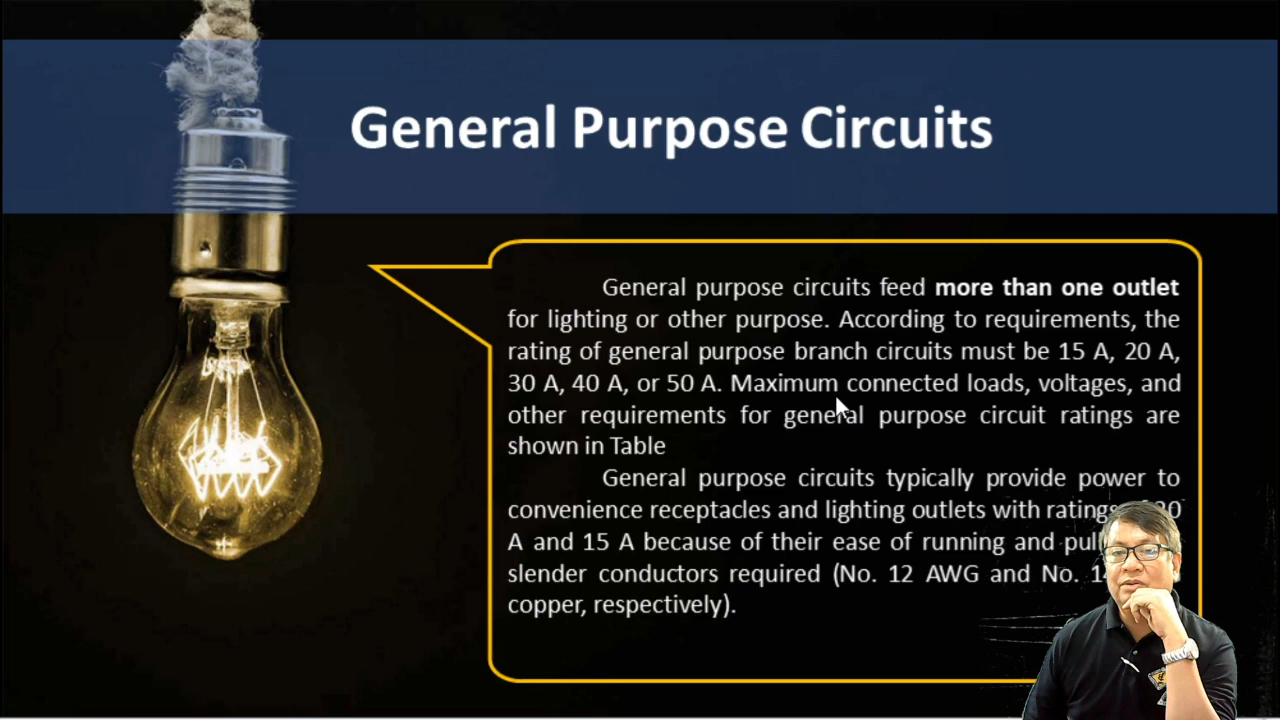 General Purpose Circuits
General purpose circuits feed more than one outlet
for lighting or other purpose. According to requirements, the
rating of general purpose branch circuits must be 15 A, 20 A,
30 A, 40 A, or 50 A. Maximum connected loads, voltages, and
other requirements for general purpose circuit ratings are
shown in Table
General purpose circuits typically provide power to
convenience receptacles and lighting outlets with ratings
A and 15 A because of their ease of running and
slender conductors required (No. 12 AWG and No.
copper, respectively).